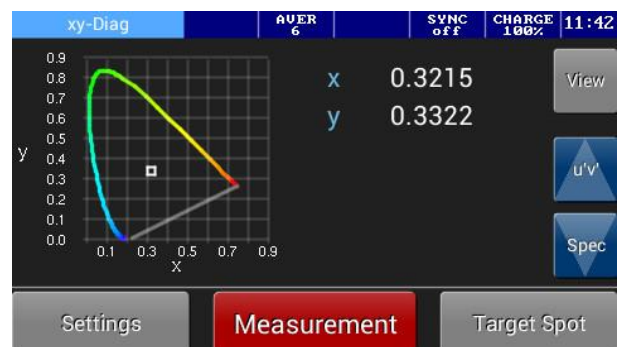 xy-Diag AVER 6 SYNC off CHARGE 100% 11:42
x 0.3215
y 0.3322
View
u'v'
Spec
y
0.9
0.8
0.7
0.6
0.5
0.4
0.3
0.2
0.1
0.0
0.1 0.3 0.5 0.7 0.9
x
Settings Measurement Target Spot